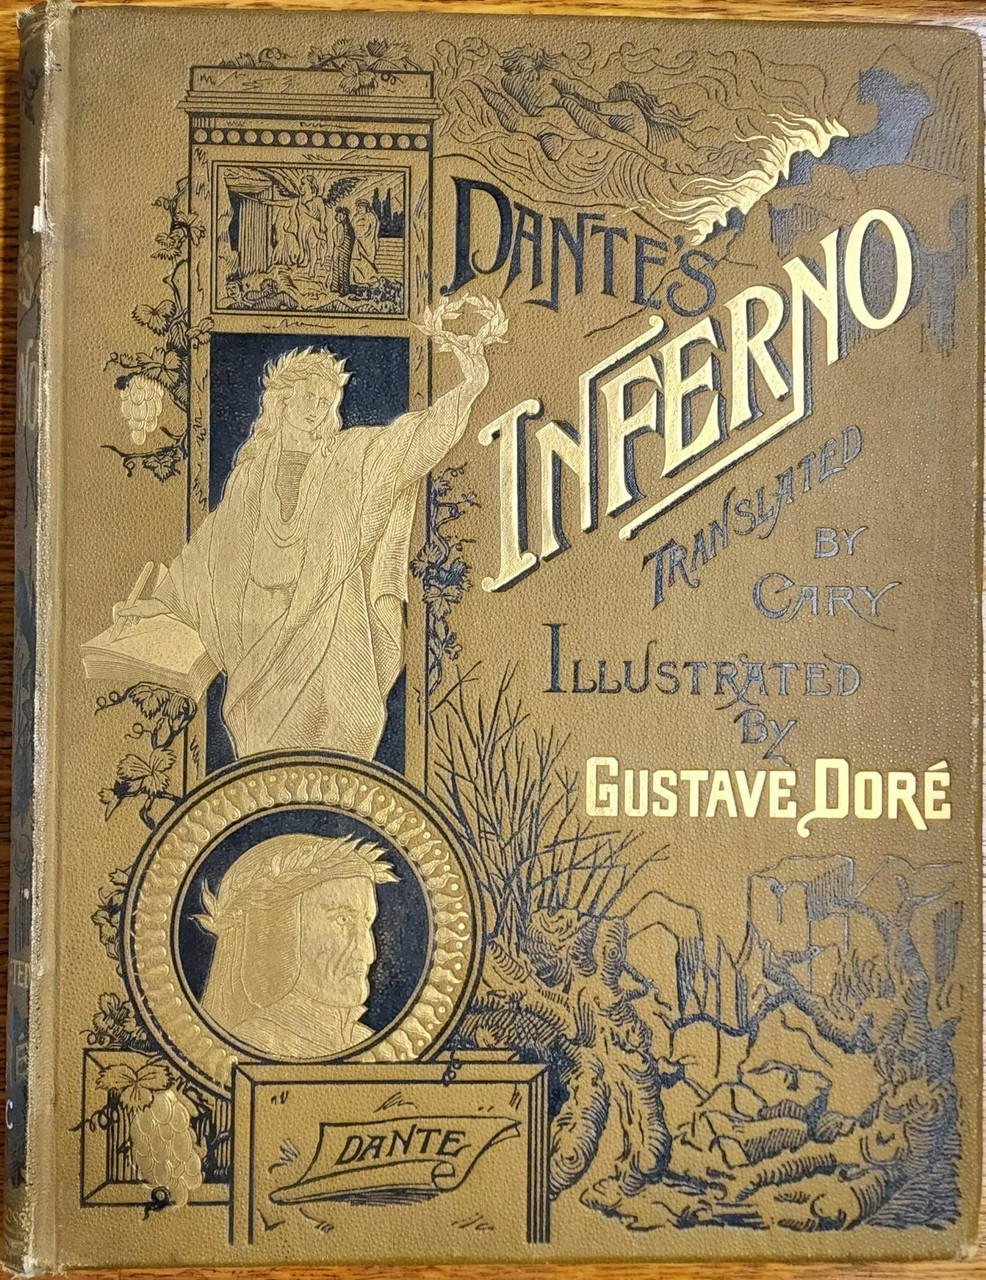 DANTE'S
INFERNO
TRANSLATED
BY
CARY
ILLUSTRATED
BY
GUSTAVE DORÉ
DANTE